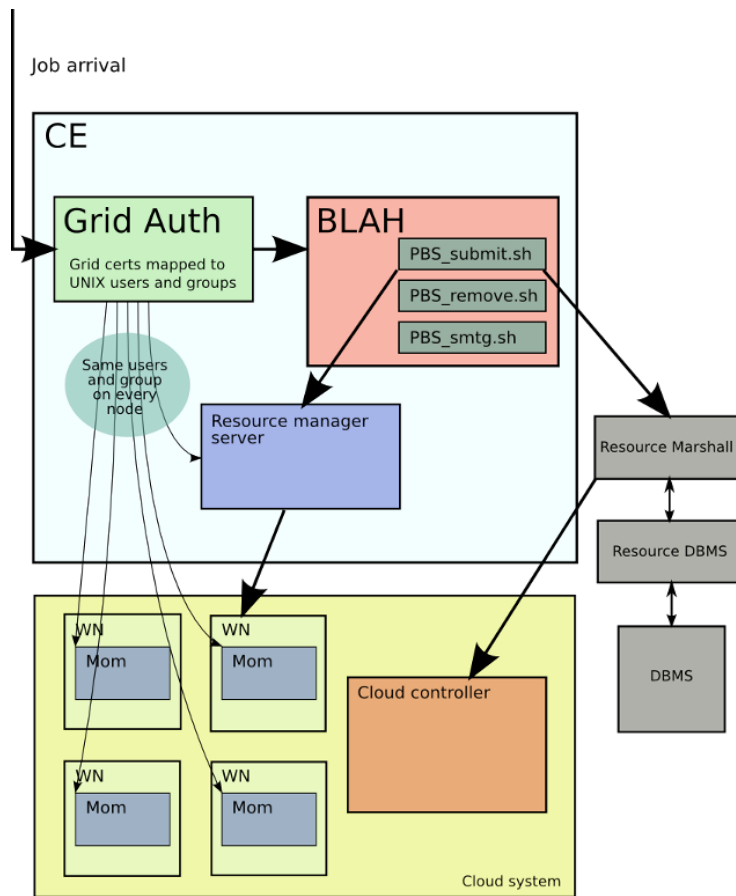 Job arrival
CE
Grid Auth
Grid certs mapped to
UNIX users and groups
BLAH
PBS_submit.sh
PBS_remove.sh
PBS_smtg.sh
Same users
and group
on every
node
Resource manager
server
Resource Marshall
Resource DBMS
DBMS
WN
Mom
WN
Mom
Cloud controller
WN
Mom
WN
Mom
Cloud system